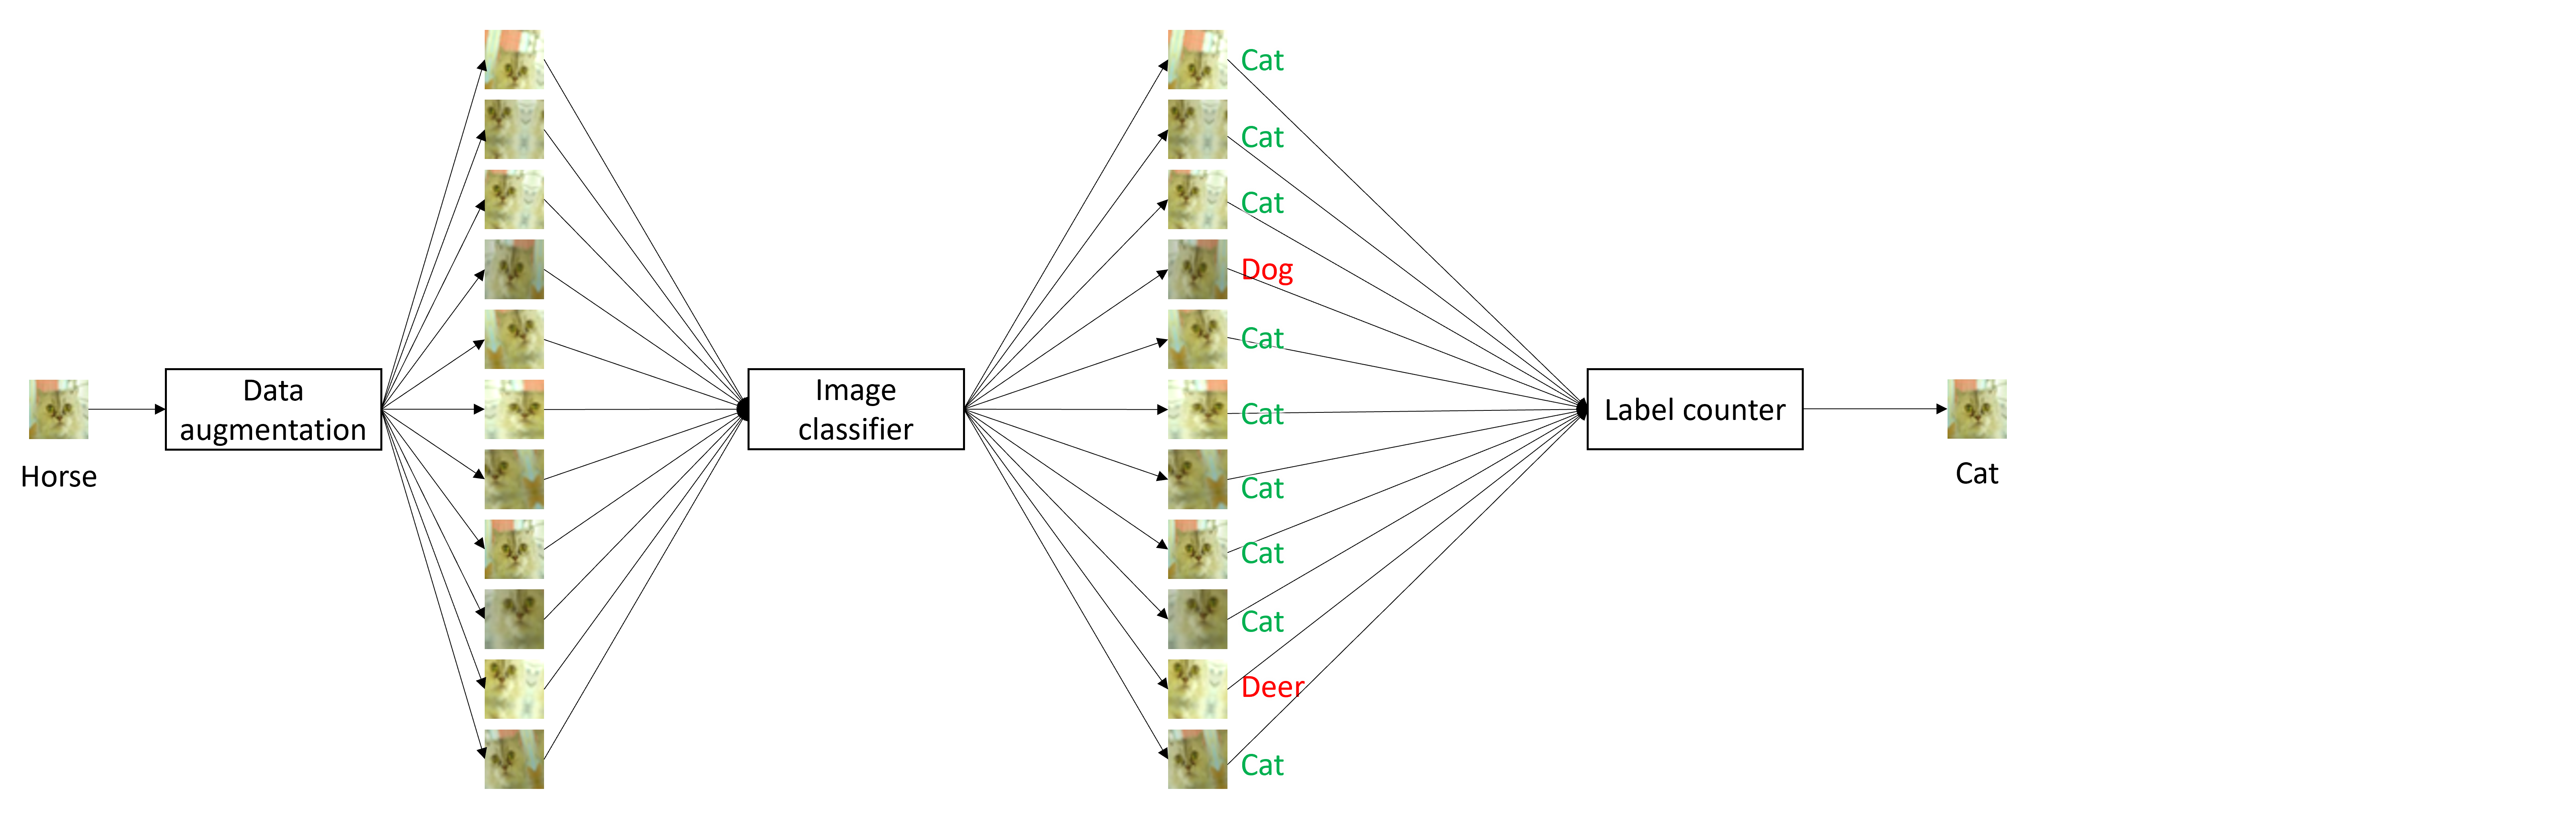 Horse
Data
augmentation
Image
classifier
Cat
Cat
Cat
Dog
Cat
Cat
Cat
Cat
Cat
Deer
Cat
Label counter
Cat